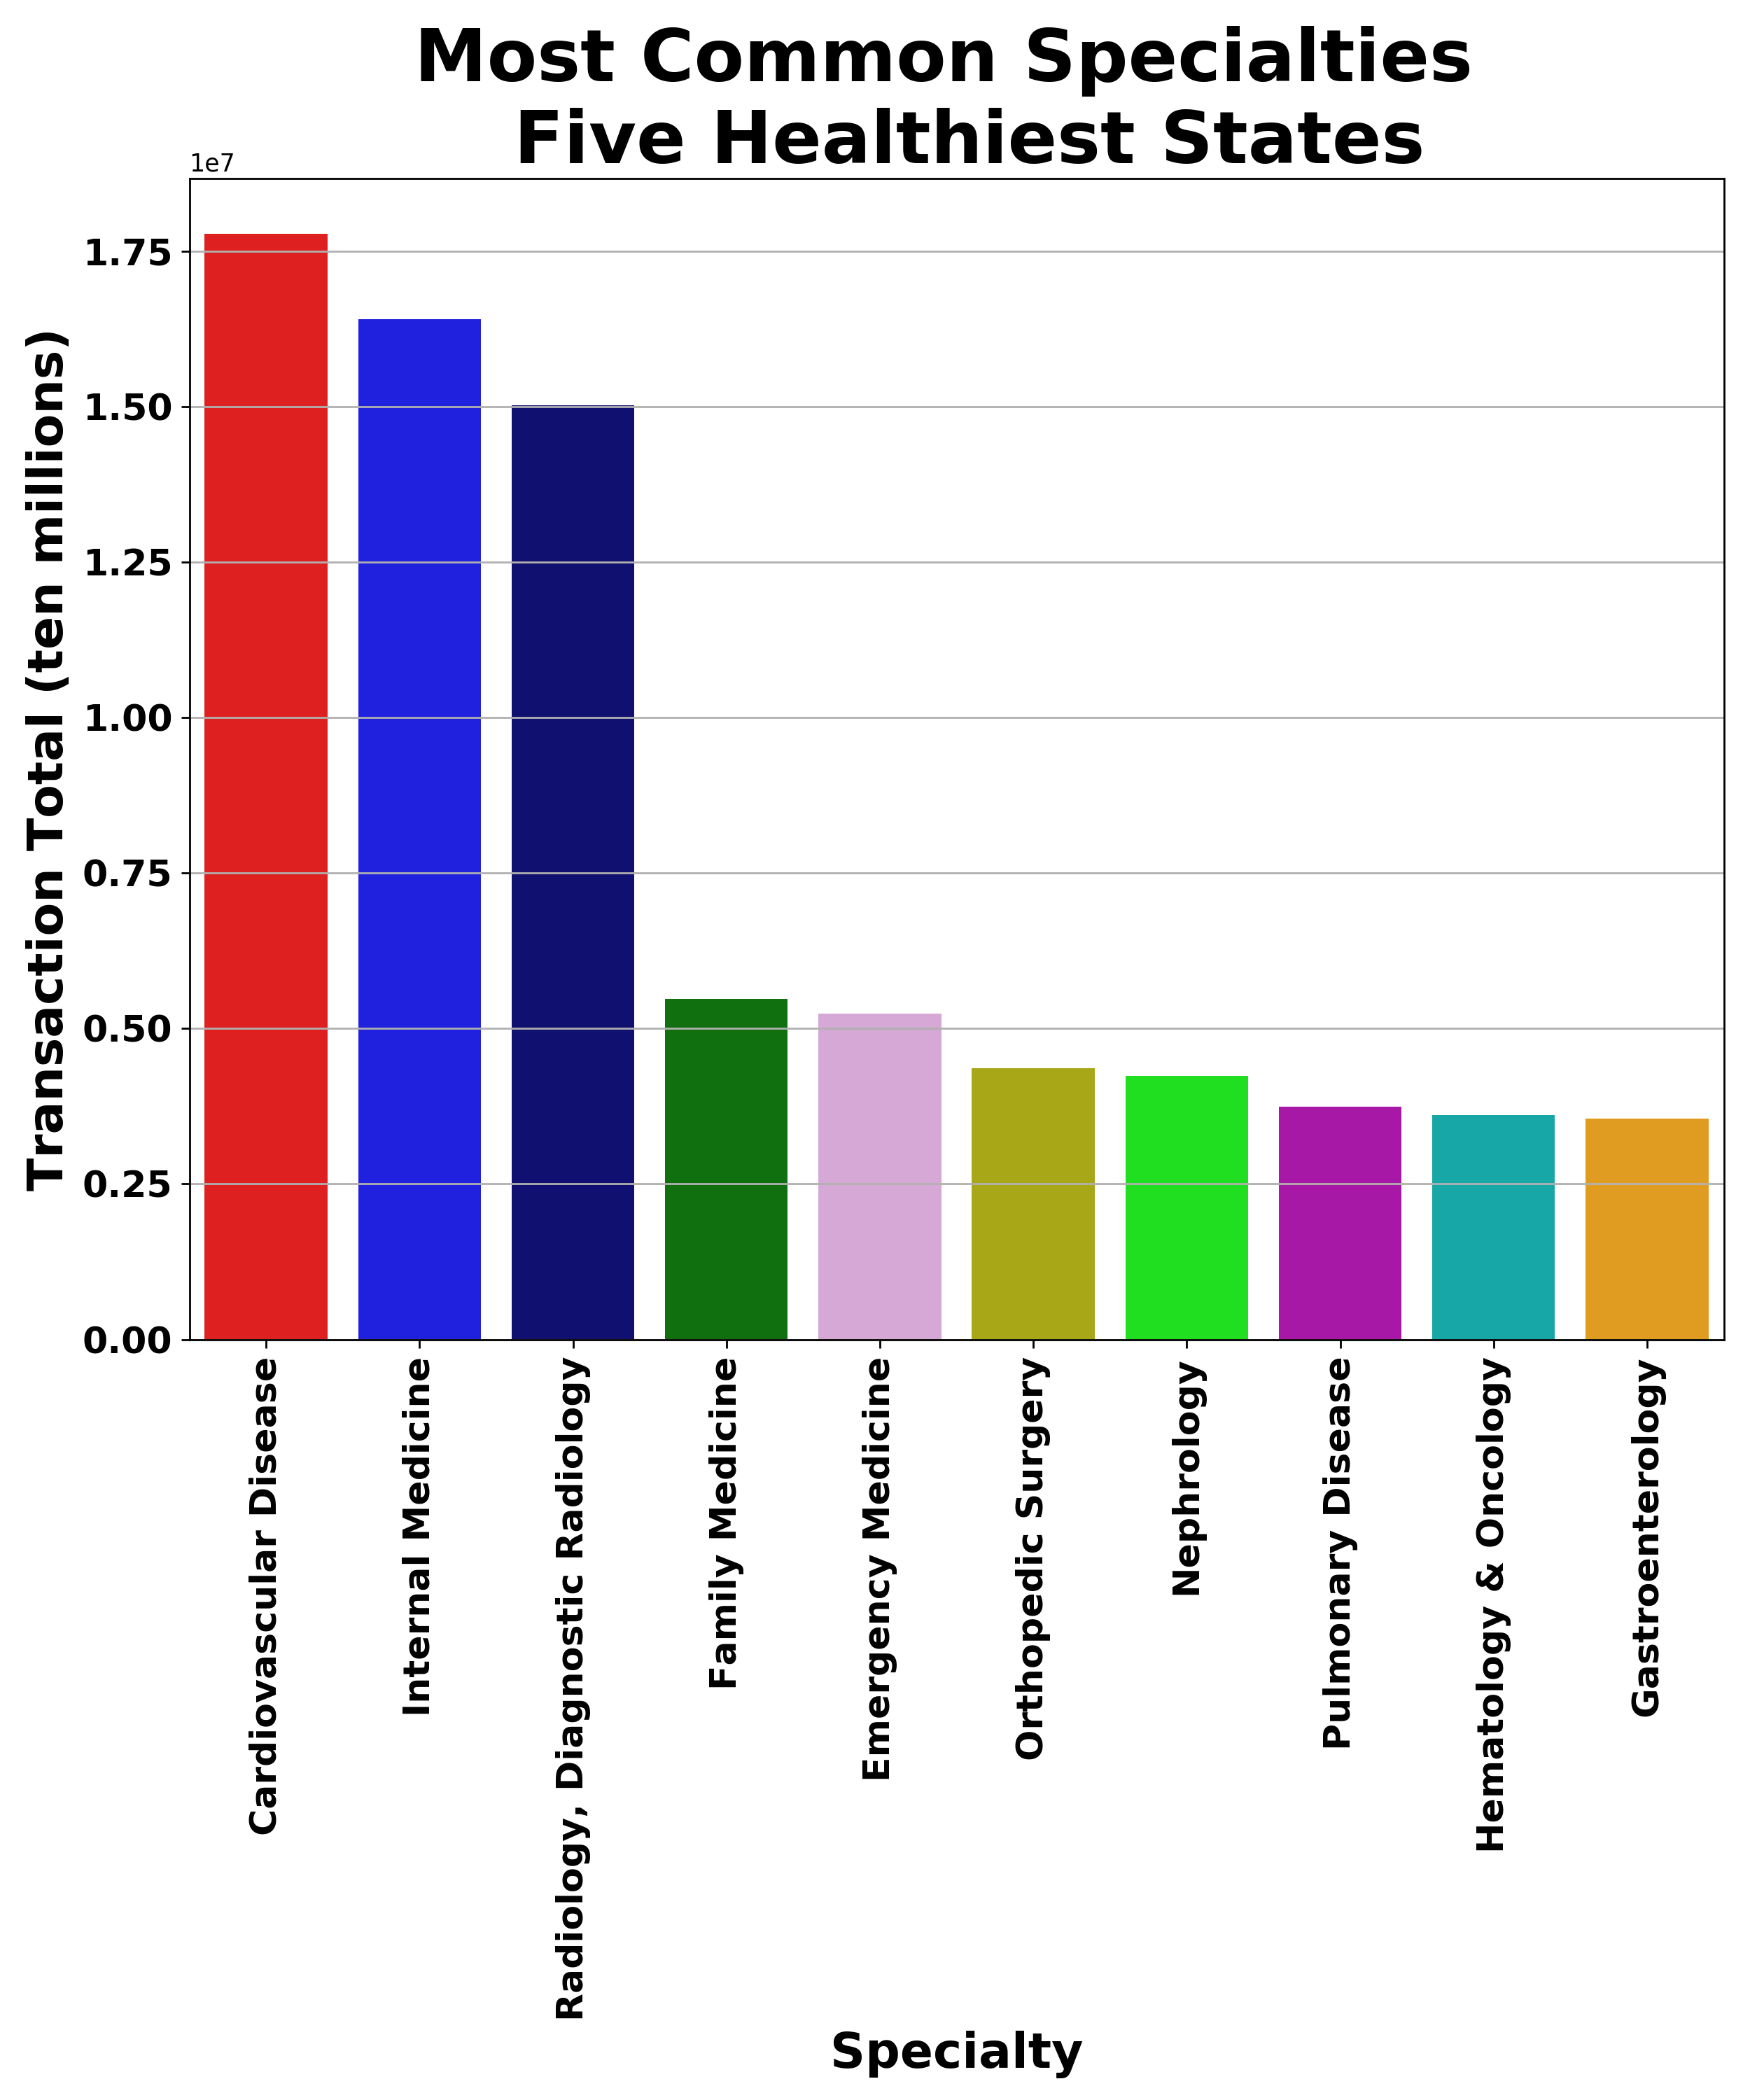 Most Common Specialties
Five Healthiest States
1e7
1.75
1.50
1.25
1.00
0.75
0.50
0.25
0.00
Transaction Total (ten millions)
Cardiovascular Disease
Internal Medicine
Radiology, Diagnostic Radiology
Family Medicine
Emergency Medicine
Orthopedic Surgery
Nephrology
Pulmonary Disease
Hematology & Oncology
Gastroenterology
Specialty